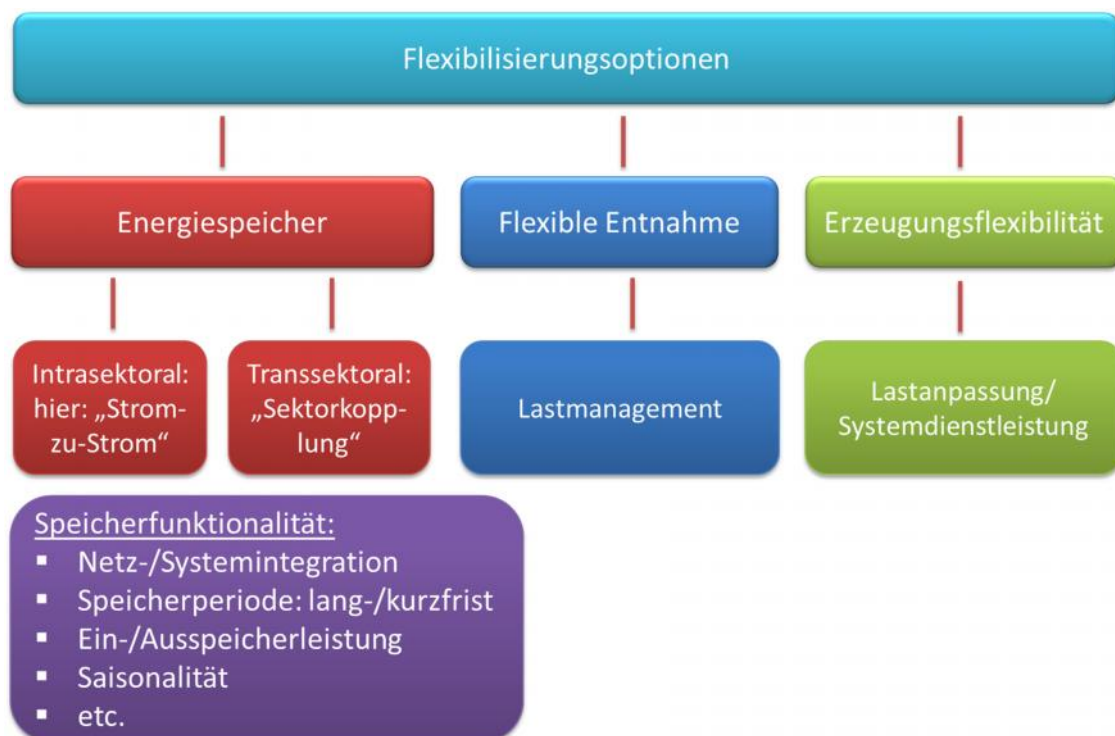 Flexibilisierungsoptionen
Energiespeicher
Flexible Entnahme
Erzeugungsflexibilität
Intrasektoral:
hier: „Strom-
zu-Strom“
Transsektoral:
„Sektorkopp-
lung“
Lastmanagement
Lastanpassung/
Systemdienstleistung
Speicherfunktionalität:
▪ Netz-/Systemintegration
▪ Speicherperiode: lang-/kurzfrist
▪ Ein-/Ausspeicherleistung
▪ Saisonalität
▪ etc.